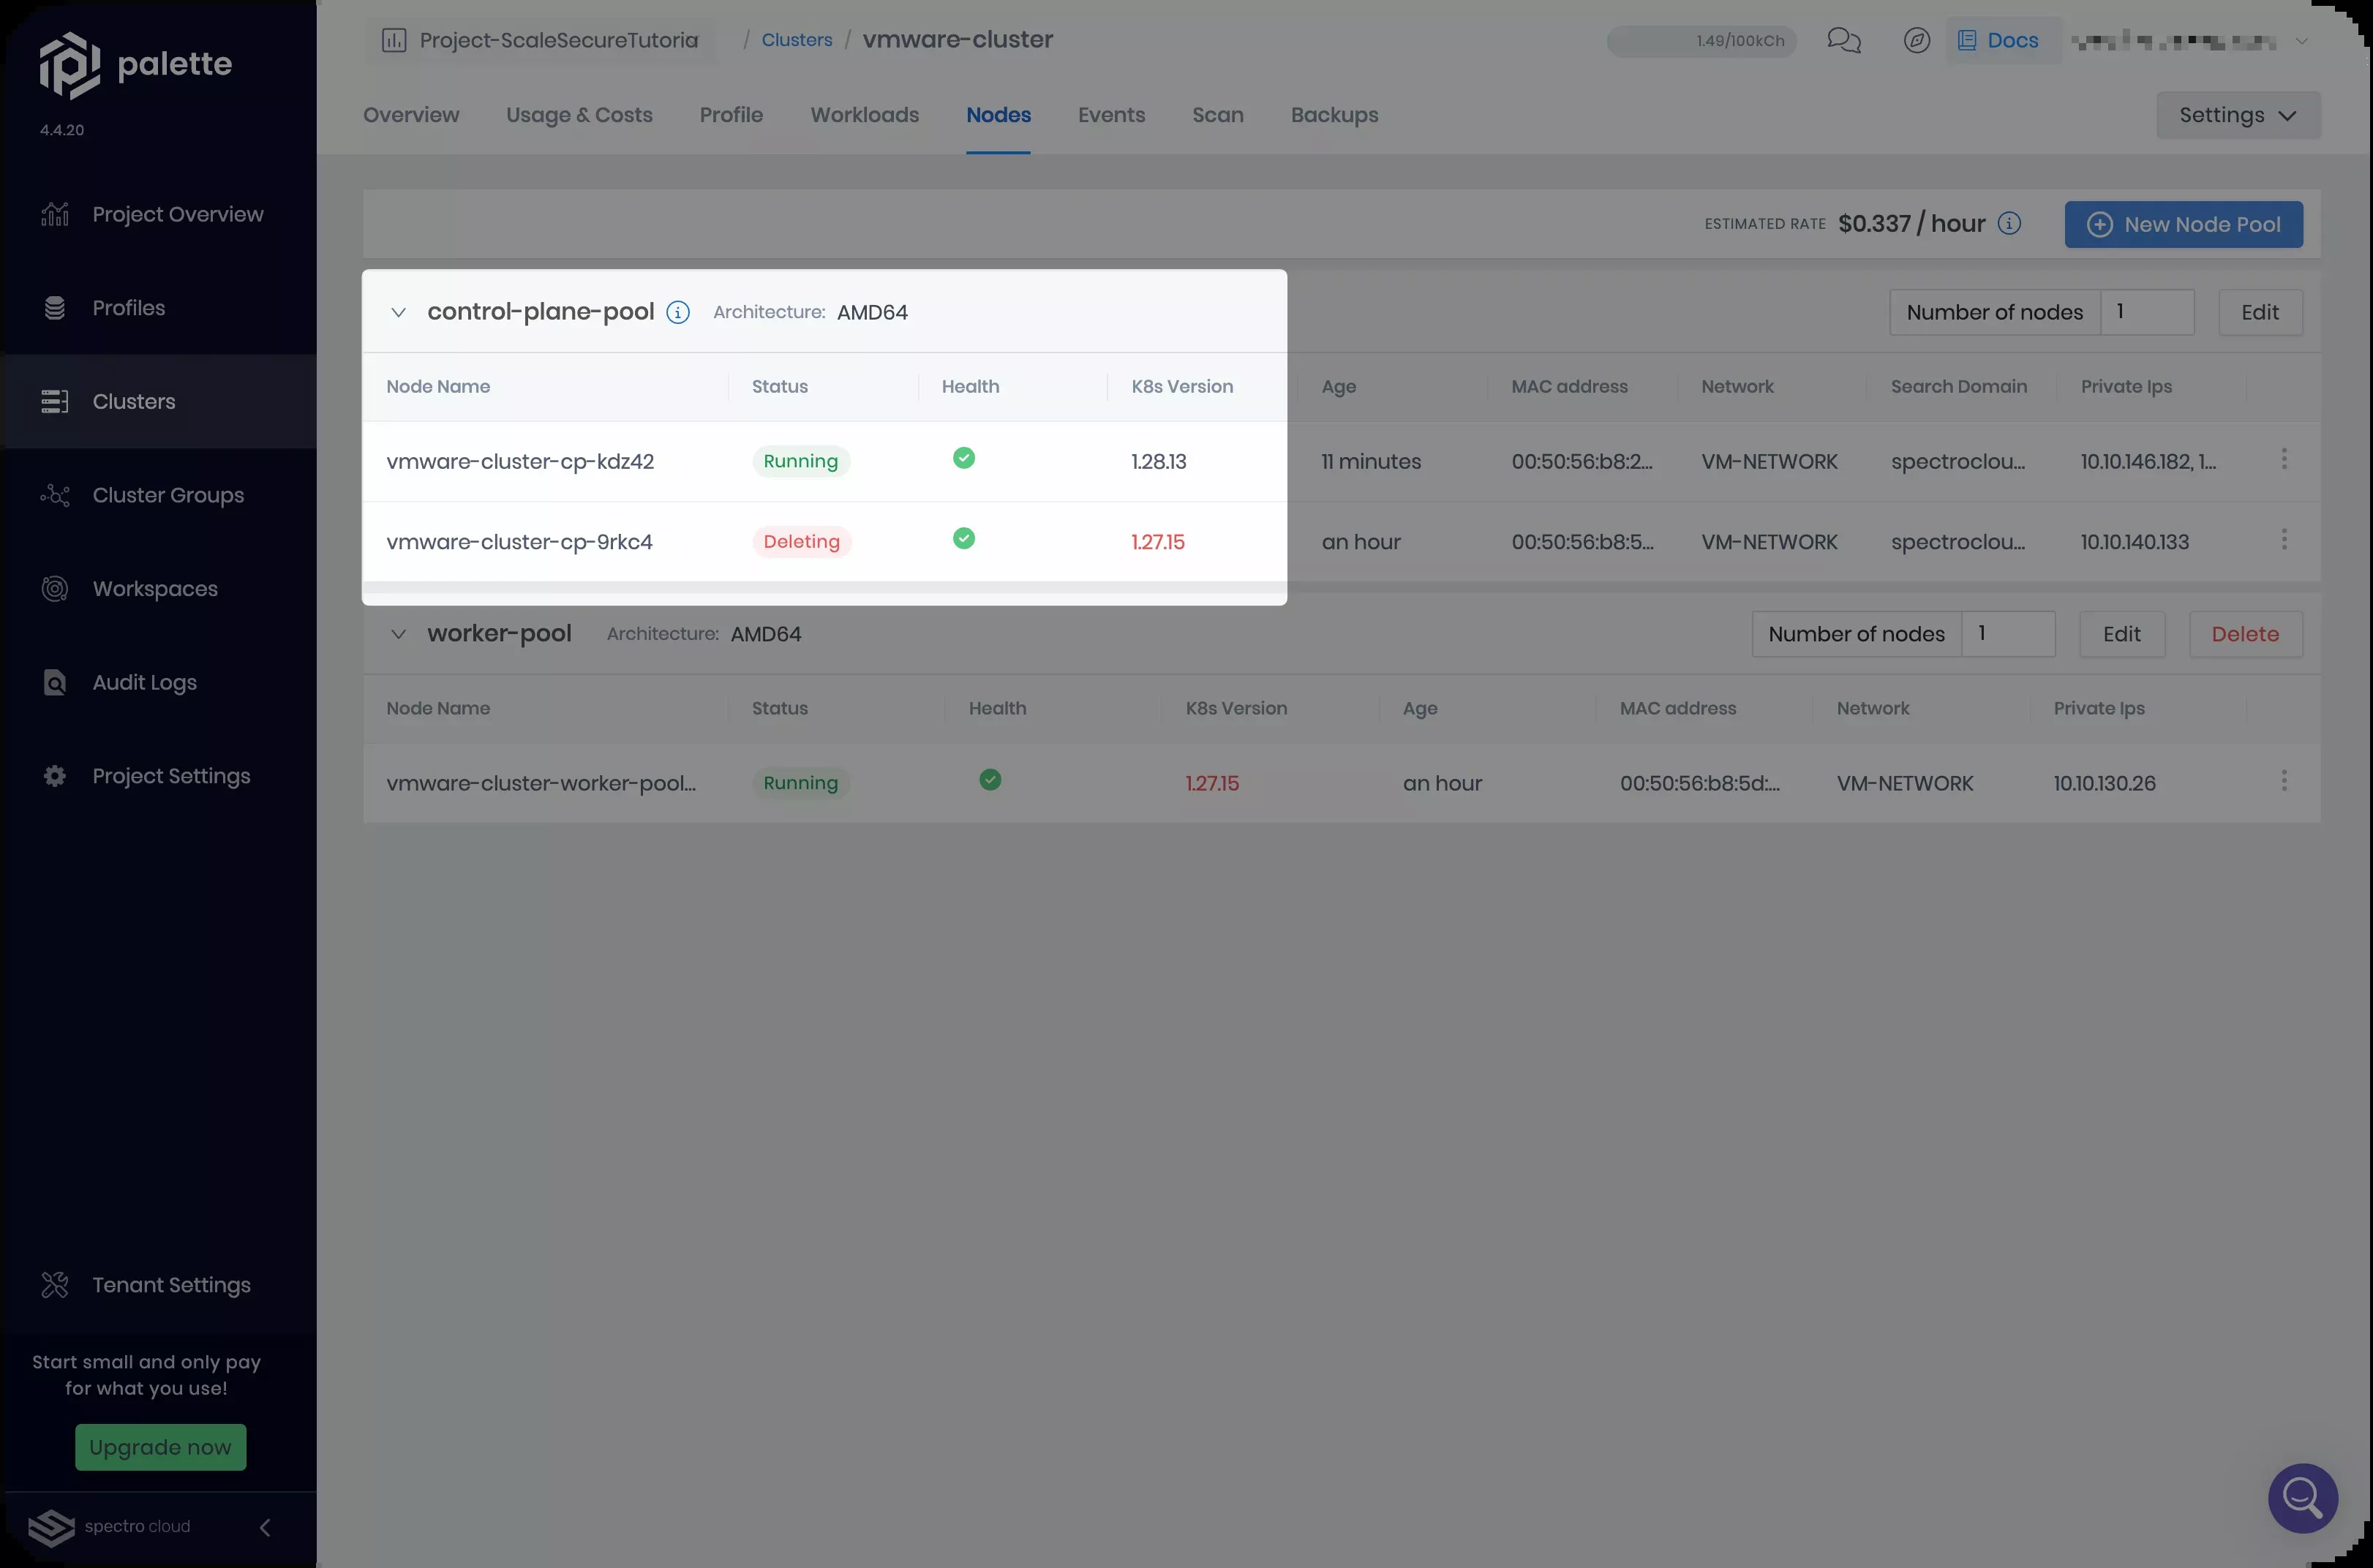 palette
4.4.20
Project Overview
Profiles
Clusters
Cluster Groups
Workspaces
Audit Logs
Project Settings
Tenant Settings
Start small and only pay
for what you use!
Upgrade now
spectro cloud
Project-ScaleSecureTutoria / Clusters / vmware-cluster
1.49/100kCh
Docs
Overview Usage & Costs Profile Workloads Nodes Events Scan Backups
Settings
ESTIMATED RATE $0.337 / hour
New Node Pool
control-plane-pool Architecture: AMD64
Number of nodes 1 Edit
Node Name Status Health K8s Version Age MAC address Network Search Domain Private Ips
vmware-cluster-cp-kdz42 Running 1.28.13 11 minutes 00:50:56:b8:2... VM-NETWORK spectroclou... 10.10.146.182, 1...
vmware-cluster-cp-9rkc4 Deleting 1.27.15 an hour 00:50:56:b8:5... VM-NETWORK spectroclou... 10.10.140.133
worker-pool Architecture: AMD64
Number of nodes 1 Edit Delete
Node Name Status Health K8s Version Age MAC address Network Private Ips
vmware-cluster-worker-pool... Running 1.27.15 an hour 00:50:56:b8:5d:... VM-NETWORK 10.10.130.26